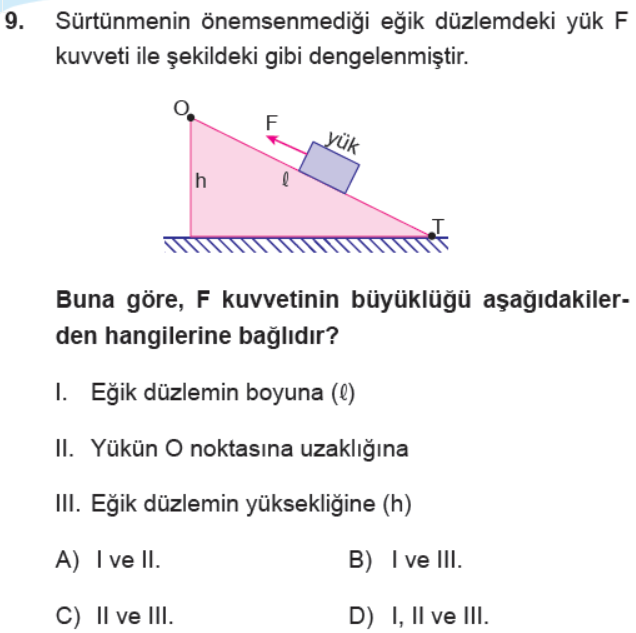 9. Sürtünmenin önemsenmediği eğik düzlemdeki yük F
kuvveti ile şekildeki gibi dengelenmiştir.
O
F
yük
h
ℓ
T
Buna göre, F kuvvetinin büyüklüğü aşağıdakiler-
den hangilerine bağlıdır?
I. Eğik düzlemin boyuna (ℓ)
II. Yükün O noktasına uzaklığına
III. Eğik düzlemin yüksekliğine (h)
A) I ve II. B) I ve III.
C) II ve III. D) I, II ve III.